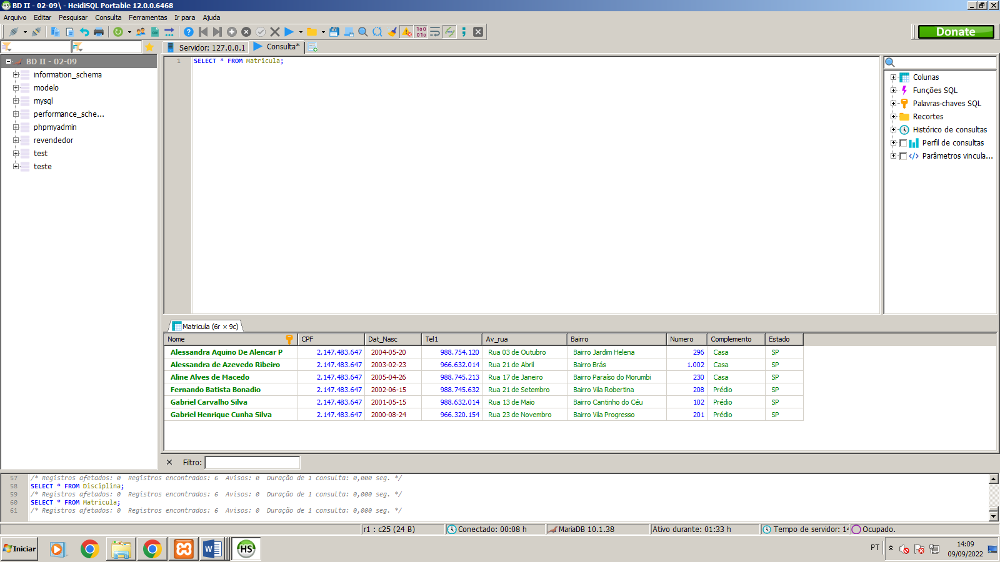 BD II - 02-09\ - HeidiSQL Portable 12.0.0.6468
Arquivo Editar Pesquisar Consulta Ferramentas Ir para Ajuda
Donate
Servidor: 127.0.0.1 Consulta*
BD II - 02-09
information_schema
modelo
mysql
performance_sche...
phpmyadmin
revendedor
test
teste
1 SELECT * FROM Matricula;
Colunas
Funções SQL
Palavras-chaves SQL
Recortes
Histórico de consultas
Perfil de consultas
Parâmetros vincula...
Matricula (6r × 9c)
Nome CPF Dat_Nasc Tel1 Av_rua Bairro Numero Complemento Estado
Alessandra Aquino De Alencar P 2.147.483.647 2004-05-20 988.754.120 Rua 03 de Outubro Bairro Jardim Helena 296 Casa SP
Alessandra de Azevedo Ribeiro 2.147.483.647 2003-02-23 966.632.014 Rua 21 de Abril Bairro Brás 1.002 Casa SP
Aline Alves de Macedo 2.147.483.647 2005-04-26 988.745.213 Rua 17 de Janeiro Bairro Paraíso do Morumbi 230 Casa SP
Fernando Batista Bonadio 2.147.483.647 2002-06-15 988.745.632 Rua 21 de Setembro Bairro Vila Robertina 208 Prédio SP
Gabriel Carvalho Silva 2.147.483.647 2001-05-15 988.632.014 Rua 13 de Maio Bairro Cantinho do Céu 102 Prédio SP
Gabriel Henrique Cunha Silva 2.147.483.647 2000-08-24 966.320.154 Rua 23 de Novembro Bairro Vila Progresso 201 Prédio SP
Filtro:
57 /* Registros afetados: 0 Registros encontrados: 6 Avisos: 0 Duração de 1 consulta: 0,000 seg. */
58 SELECT * FROM Disciplina;
59 /* Registros afetados: 0 Registros encontrados: 6 Avisos: 0 Duração de 1 consulta: 0,000 seg. */
60 SELECT * FROM Matricula;
61 /* Registros afetados: 0 Registros encontrados: 6 Avisos: 0 Duração de 1 consulta: 0,000 seg. */
r1 : c25 (24 B) Conectado: 00:08 h MariaDB 10.1.38 Ativo durante: 01:33 h Tempo de servidor: 14 Ocupado.
Iniciar HS PT 14:09
09/09/2022